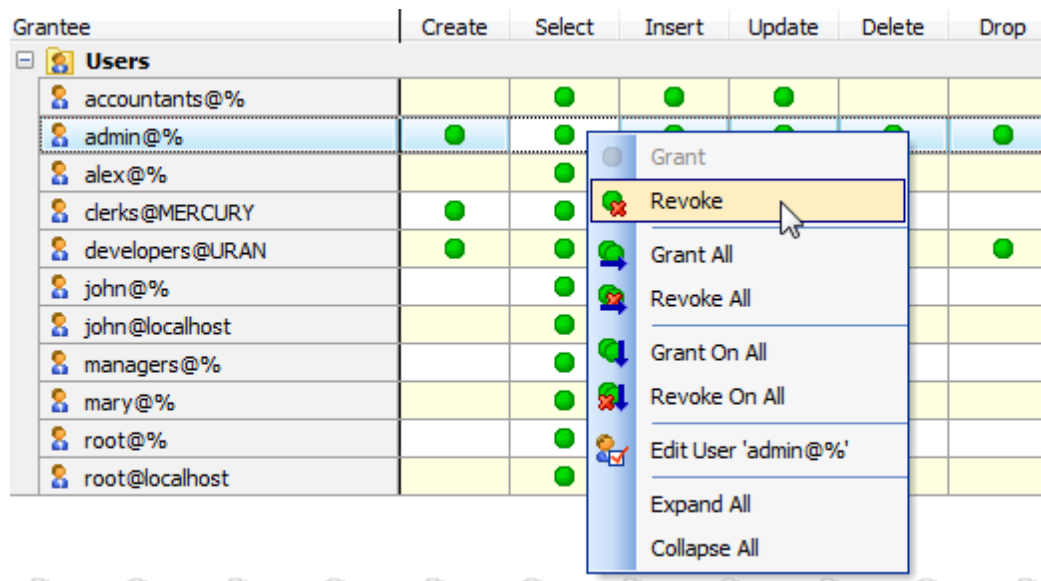 Grantee Create Select Insert Update Delete Drop
Users
accountants@%
admin@%
alex@%
clerks@MERCURY
developers@URAN
john@%
john@localhost
managers@%
mary@%
root@%
root@localhost
Grant
Revoke
Grant All
Revoke All
Grant On All
Revoke On All
Edit User 'admin@%'
Expand All
Collapse All